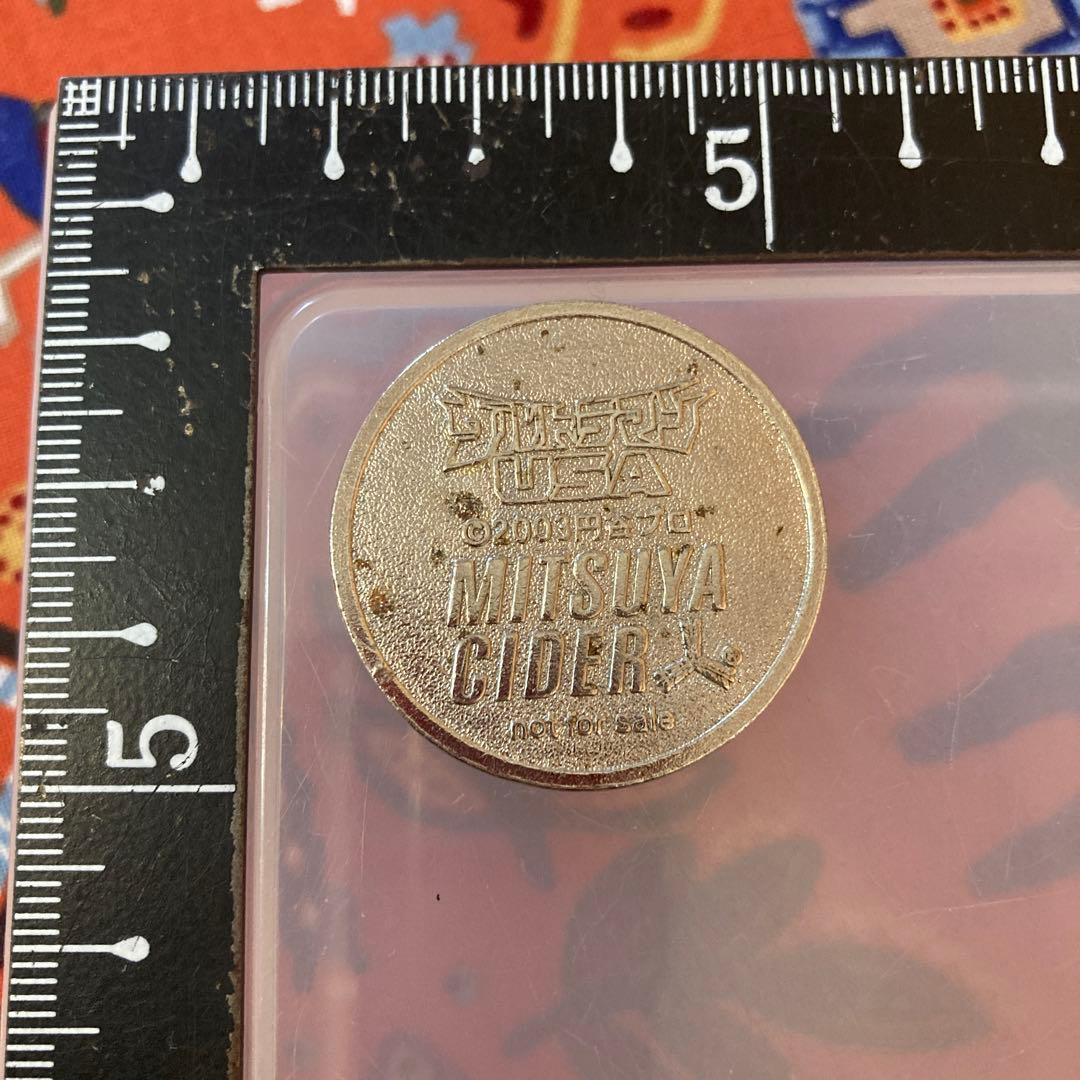 5
ウルトラマン
USA
©2003円谷プロ
MITSUYA
CIDER
not for sale
5